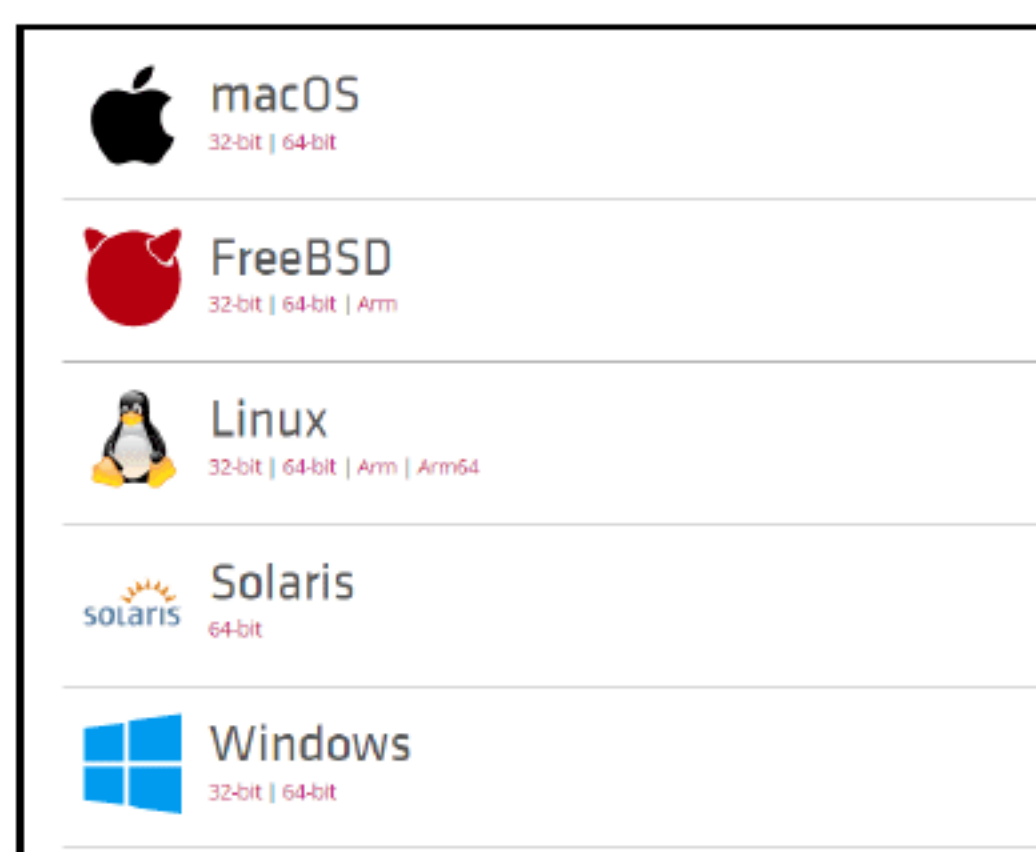 macOS
32-bit | 64-bit
FreeBSD
32-bit | 64-bit | Arm
Linux
32-bit | 64-bit | Arm | Arm64
Solaris
solaris
64-bit
Windows
32-bit | 64-bit